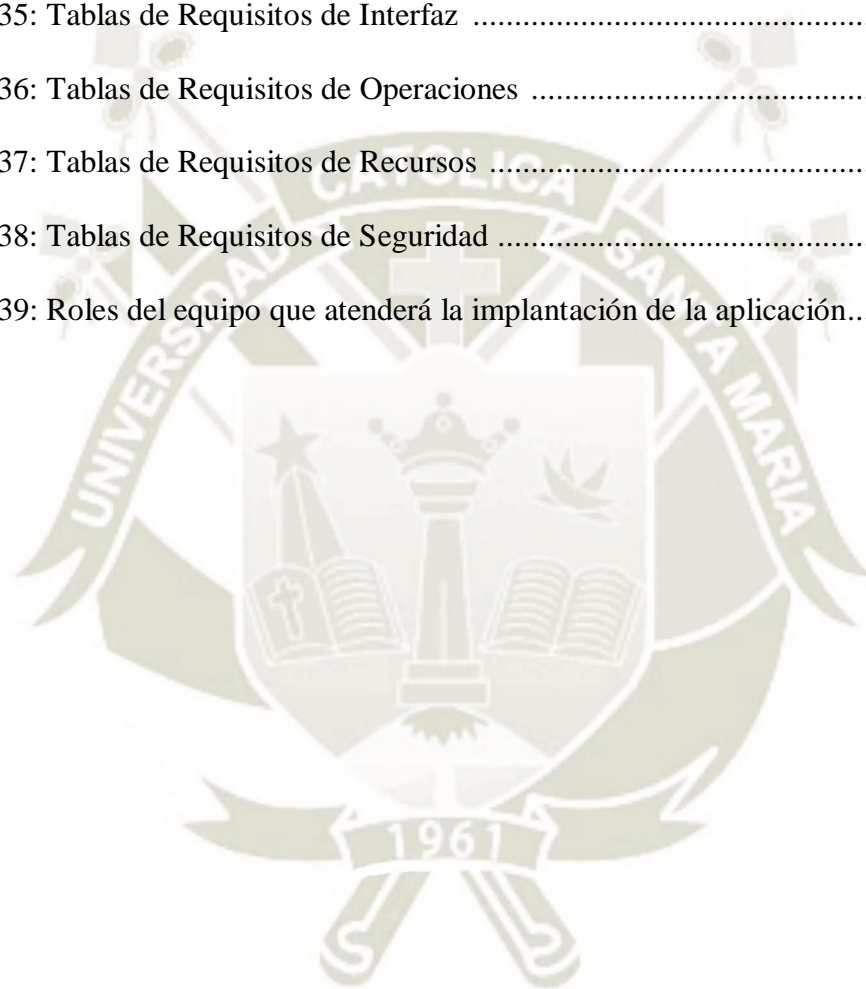 35: Tablas de Requisitos de Interfaz ................................................
36: Tablas de Requisitos de Operaciones .........................................
37: Tablas de Requisitos de Recursos ..............................................
38: Tablas de Requisitos de Seguridad .............................................
39: Roles del equipo que atenderá la implantación de la aplicación...
UNIVERSIDAD CATOLICA SANTA MARIA
1961
S S